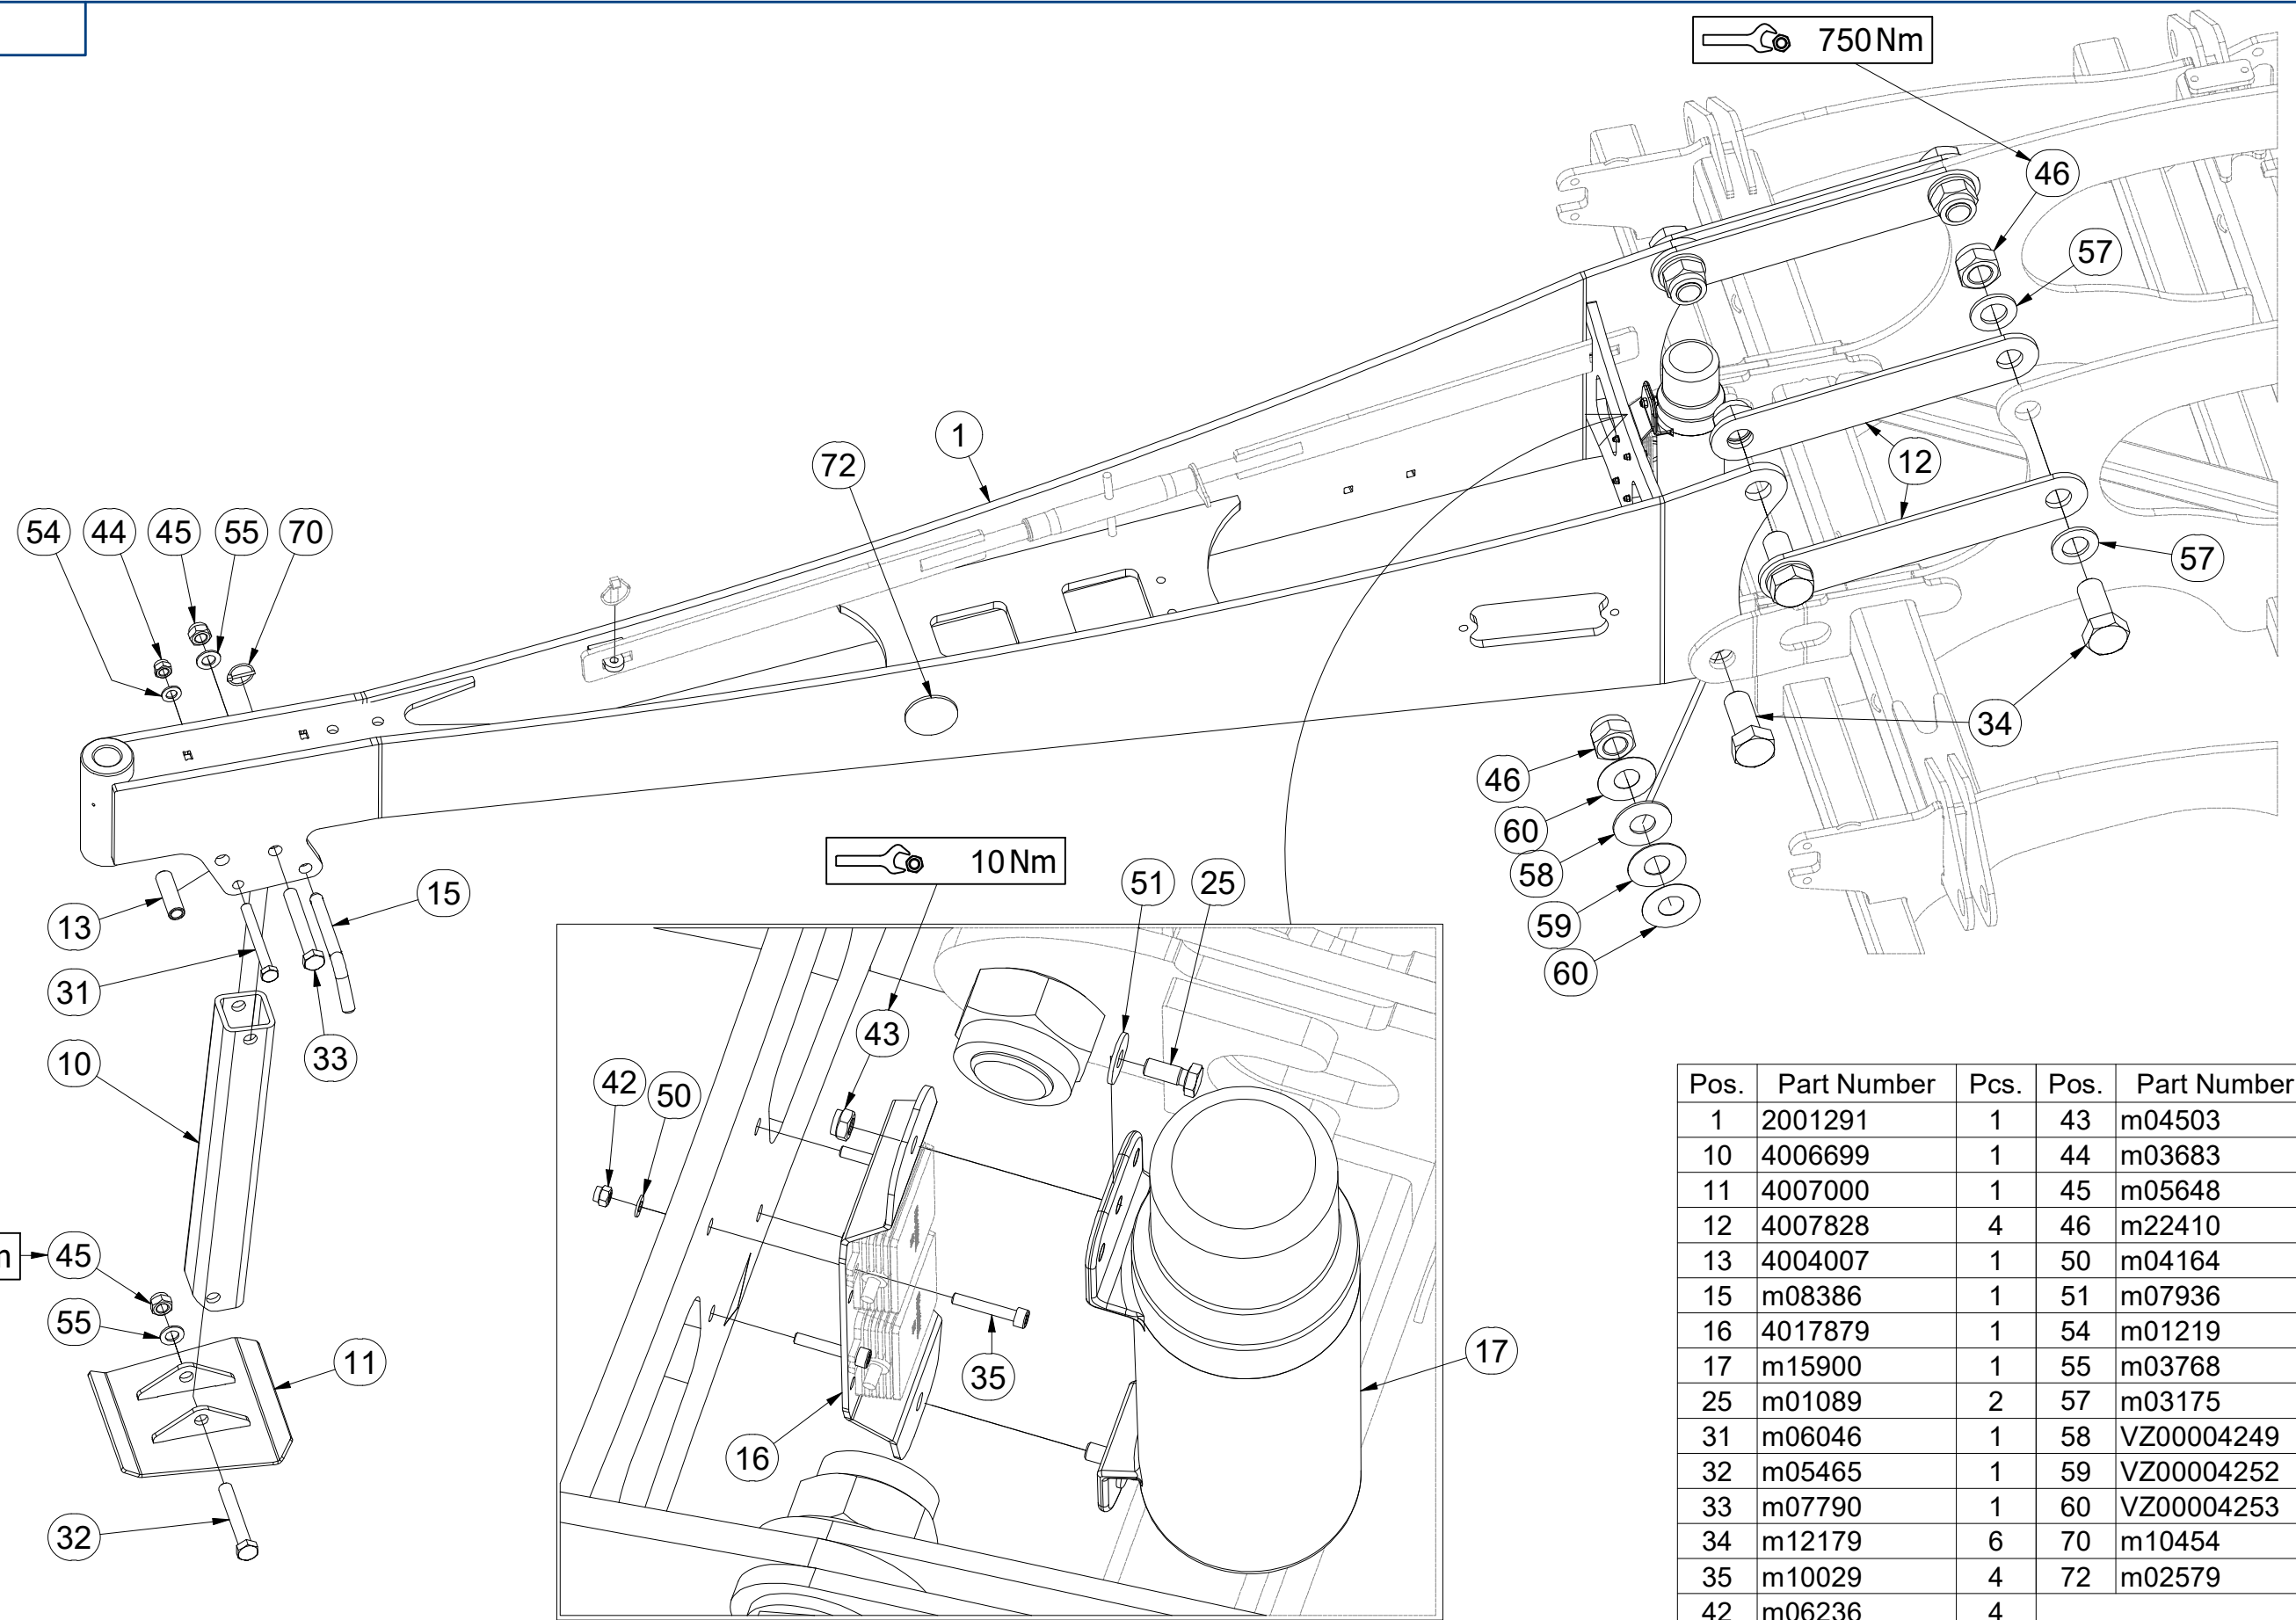 750 Nm
46
57
1
72
12
54 44 45 55 70
57
34
46
60
58
59
60
10 Nm
51 25
13
15
31
33
10
43
42 50
45
55
11
35
17
16
32
Pos. Part Number Pcs. Pos. Part Number
1 2001291 1 43 m04503
10 4006699 1 44 m03683
11 4007000 1 45 m05648
12 4007828 4 46 m22410
13 4004007 1 50 m04164
15 m08386 1 51 m07936
16 4017879 1 54 m01219
17 m15900 1 55 m03768
25 m01089 2 57 m03175
31 m06046 1 58 VZ00004249
32 m05465 1 59 VZ00004252
33 m07790 1 60 VZ00004253
34 m12179 6 70 m10454
35 m10029 4 72 m02579
42 m06236 4